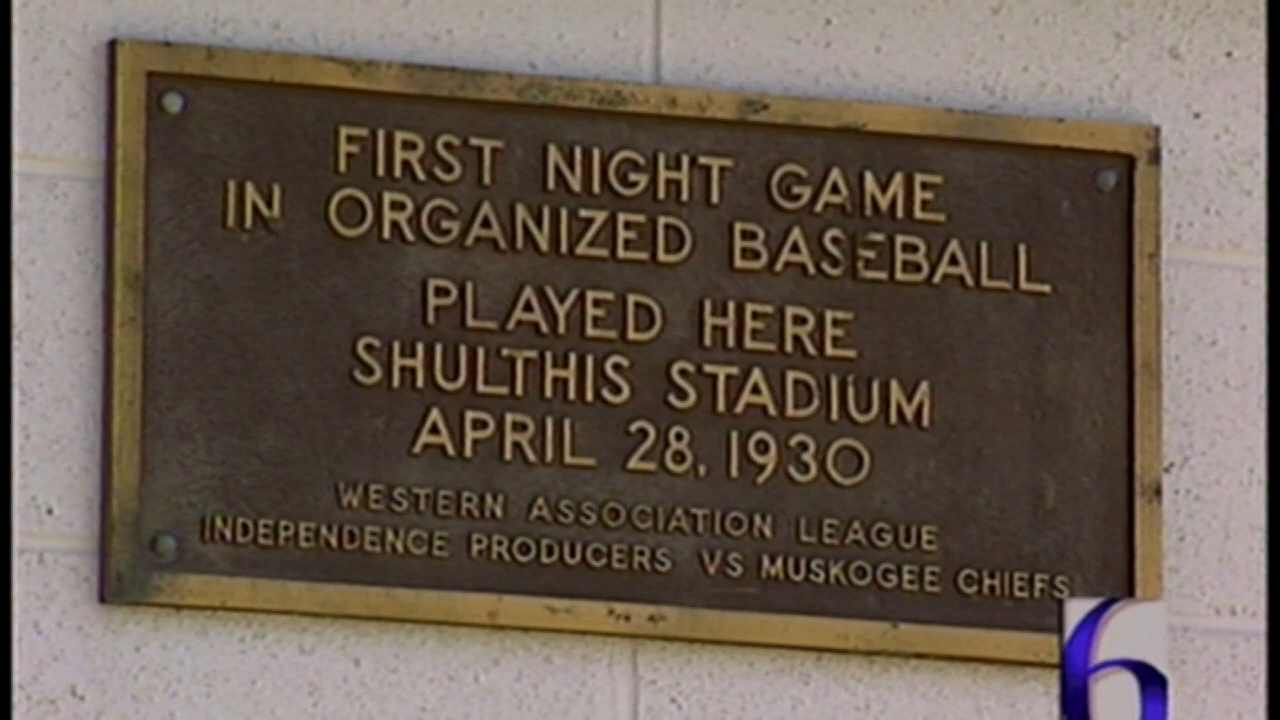 FIRST NIGHT GAME
IN ORGANIZED BASEBALL
PLAYED HERE
SHULTHIS STADIUM
APRIL 28, 1930
WESTERN ASSOCIATION LEAGUE
INDEPENDENCE PRODUCERS VS MUSKOGEE CHIEFS
6